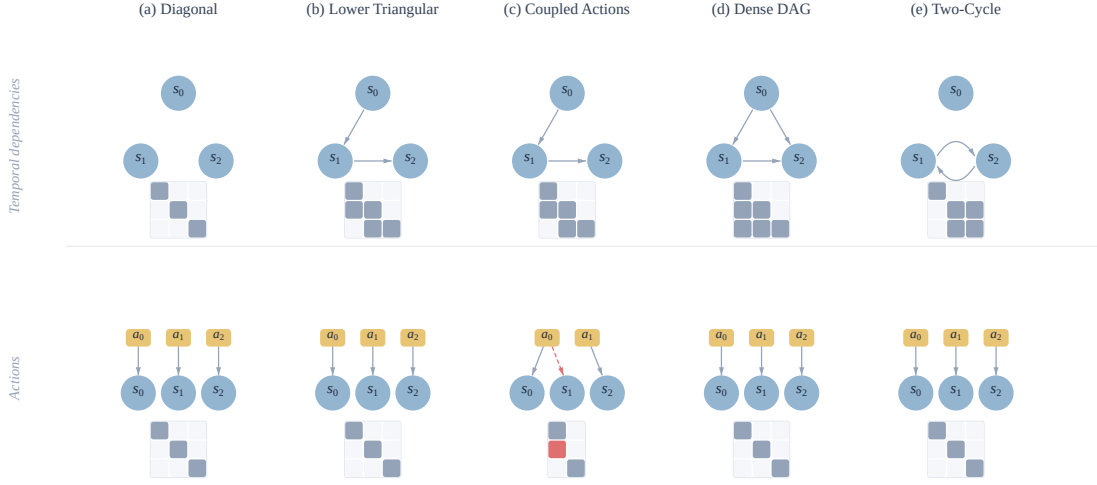 (a) Diagonal (b) Lower Triangular (c) Coupled Actions (d) Dense DAG (e) Two-Cycle
Temporal dependencies
s0 s0 s0 s0 s0
s1 s2 s1 s2 s1 s2 s1 s2 s1 s2
Actions
a0 a1 a2 a0 a1 a2 a0 a1 a0 a1 a2 a0 a1 a2
s0 s1 s2 s0 s1 s2 s0 s1 s2 s0 s1 s2 s0 s1 s2